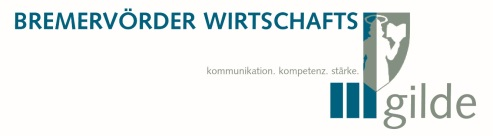 BREMERVÖRDER WIRTSCHAFTS
kommunikation. kompetenz. stärke.
gilde